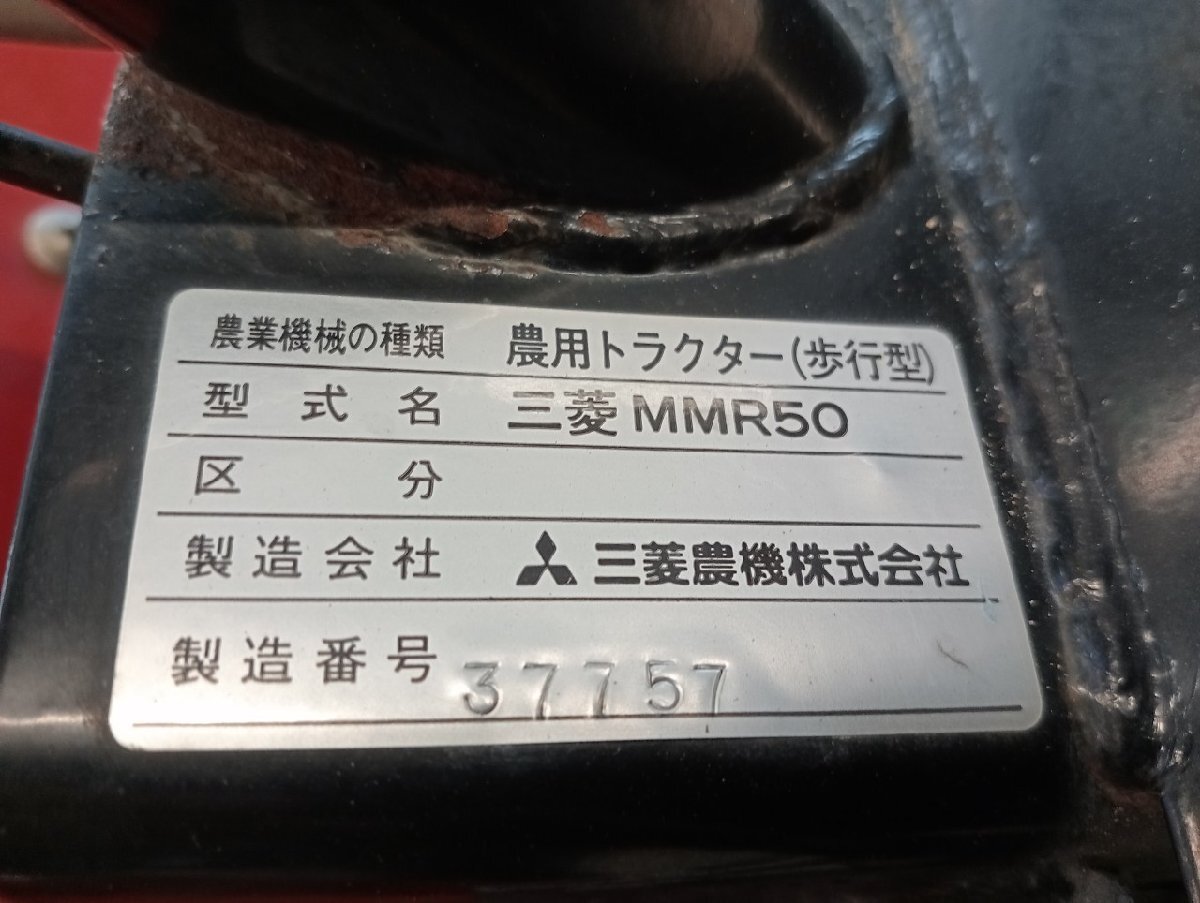 農業機械の種類 農用トラクター(歩行型)
型式名 三菱MMR50
区分
製造会社 三菱農機株式会社
製造番号 37757